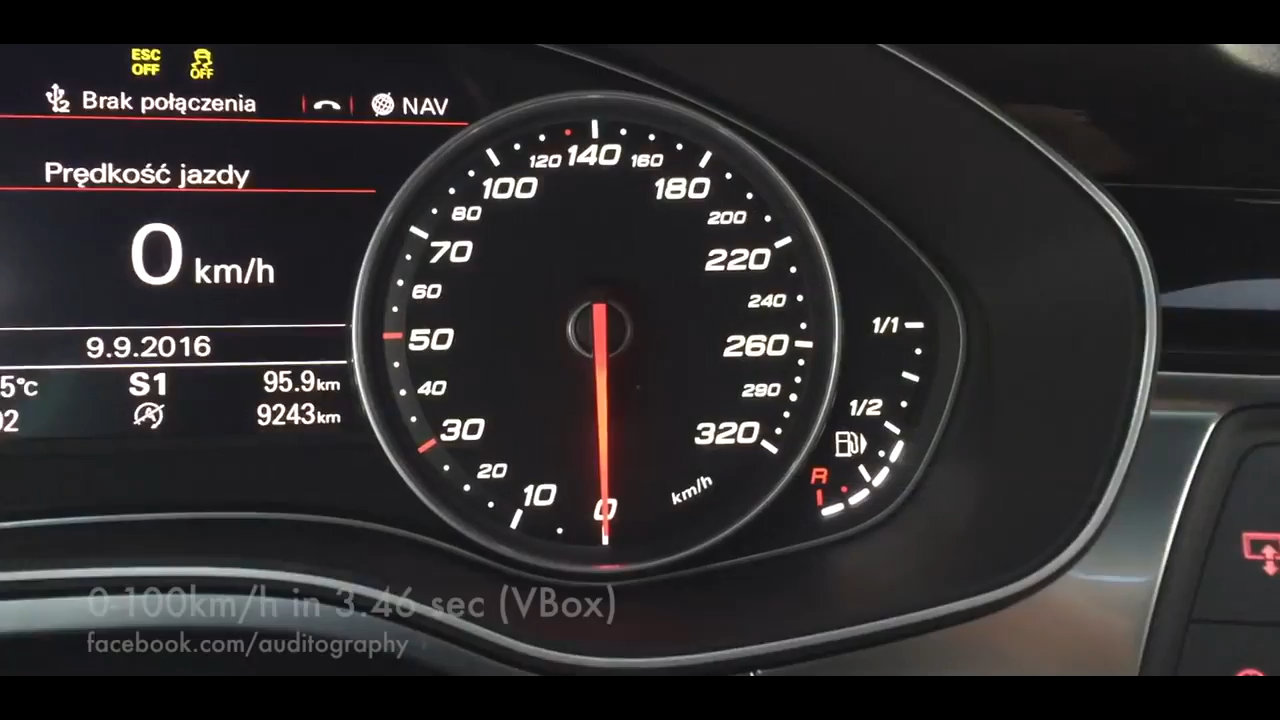 ESC OFF
OFF
Brak połączenia
NAV
Prędkość jazdy
0 km/h
9.9.2016
5°C S1 95.9km
02 9243km
0 10 20 30 40 50 60 70 80 100 120 140 160 180 200 220 240 260 290 320
km/h
1/1
1/2
R
0-100km/h in 3.46 sec (VBox)
facebook.com/auditography